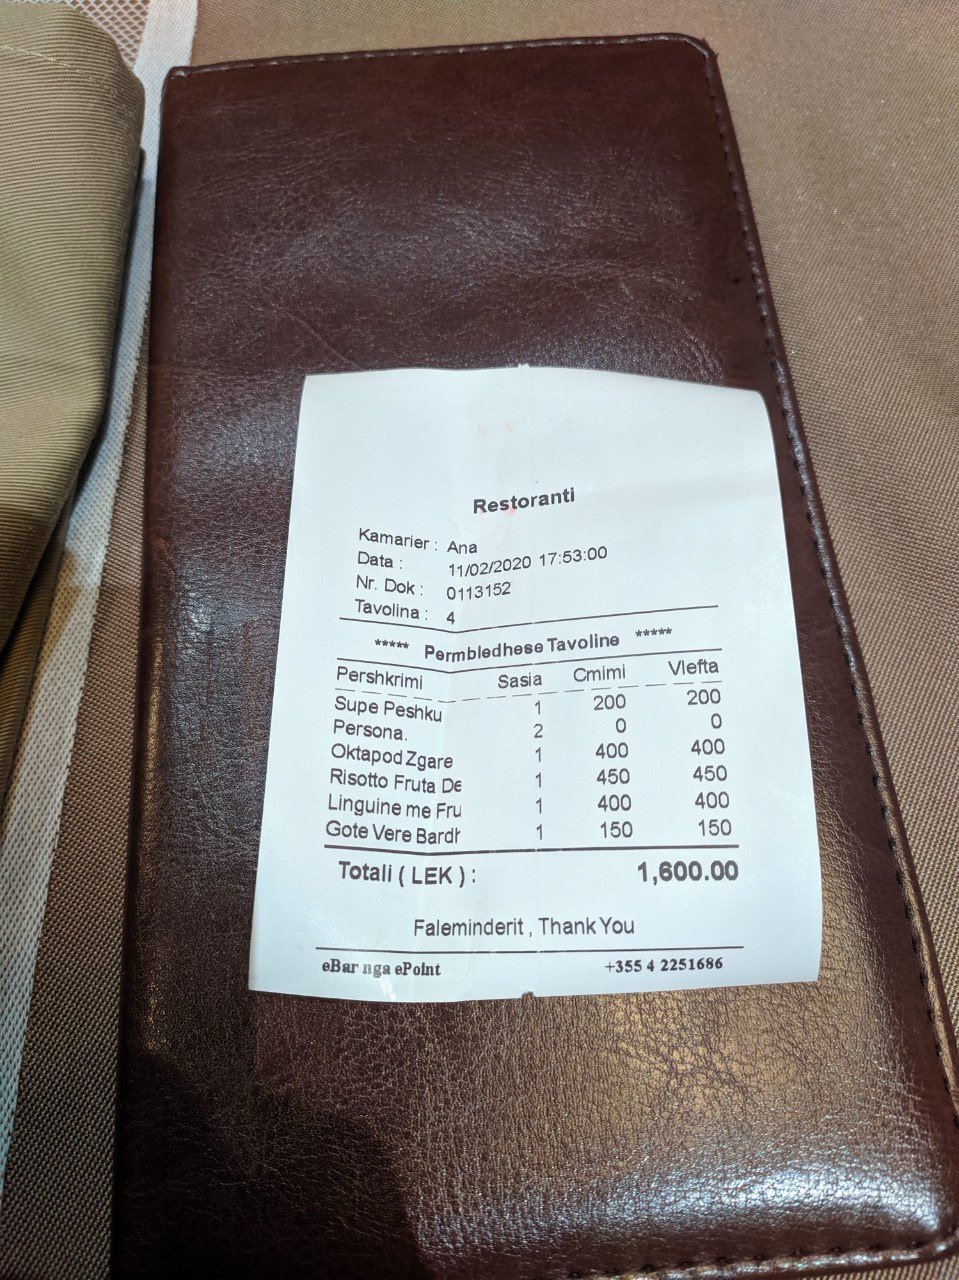 Restoranti
Kamarier : Ana
Data : 11/02/2020 17:53:00
Nr. Dok : 0113152
Tavolina : 4
***** Permbledhese Tavoline *****
Pershkrimi Sasia Cmimi Vlefta
Supe Peshku 1 200 200
Persona. 2 0 0
Oktapod Zgare 1 400 400
Risotto Fruta De 1 450 450
Linguine me Fru 1 400 400
Gote Vere Bardh 1 150 150
Totali ( LEK ) : 1,600.00
Faleminderit , Thank You
eBar nga ePoint +355 4 2251686